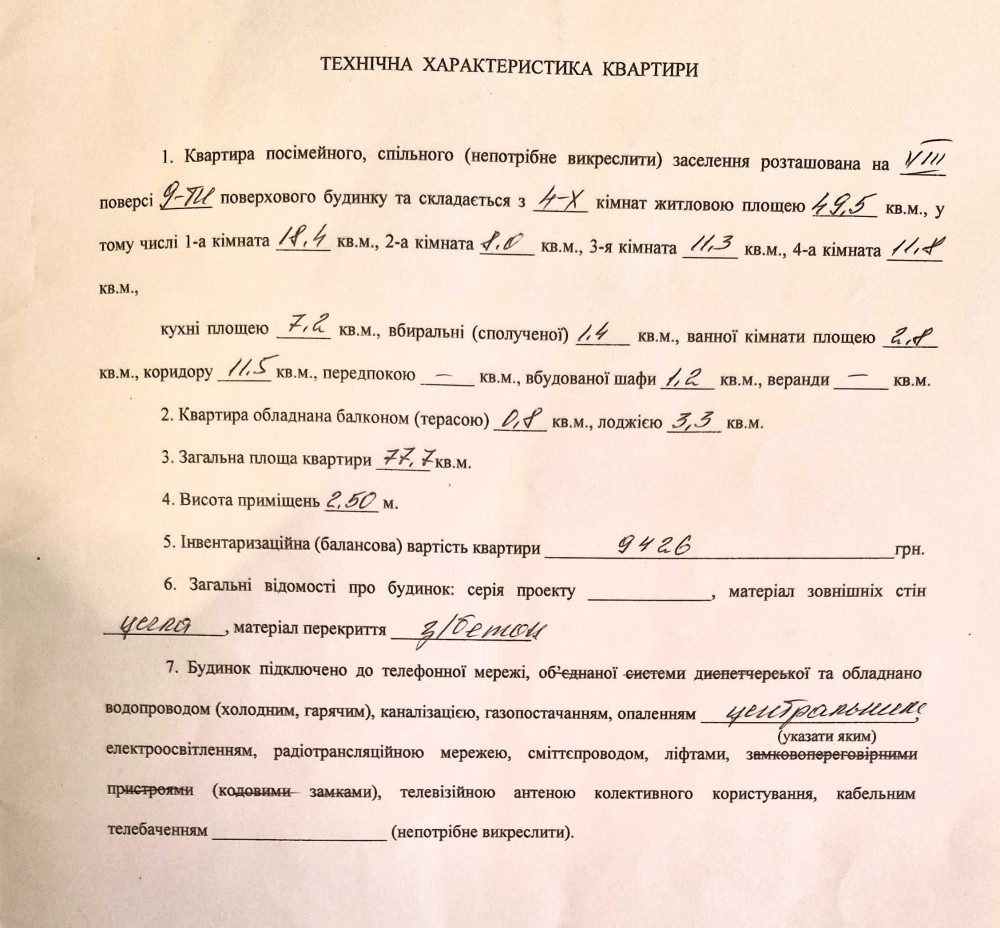 ТЕХНІЧНА ХАРАКТЕРИСТИКА КВАРТИРИ
1. Квартира посімейного, спільного (непотрібне викреслити) заселення розташована на VIII
поверсі 9-ти поверхового будинку та складається з 4-х кімнат житловою площею 49,5 кв.м., у
тому числі 1-а кімната 18,4 кв.м., 2-а кімната 8,0 кв.м., 3-я кімната 11,3 кв.м., 4-а кімната 11,8
кв.м.,
кухні площею 7,2 кв.м., вбиральні (сполученої) 1,4 кв.м., ванної кімнати площею 2,8
кв.м., коридору 11,5 кв.м., передпокою — кв.м., вбудованої шафи 1,2 кв.м., веранди — кв.м.
2. Квартира обладнана балконом (терасою) 0,8 кв.м., лоджією 3,3 кв.м.
3. Загальна площа квартири 77,7 кв.м.
4. Висота приміщень 2,50 м.
5. Інвентаризаційна (балансова) вартість квартири 9426 грн.
6. Загальні відомості про будинок: серія проекту ____________, матеріал зовнішніх стін
цегла, матеріал перекриття з/бетон
7. Будинок підключено до телефонної мережі, об'єднаної системи диспетчерської та обладнано
водопроводом (холодним, гарячим), каналізацією, газопостачанням, опаленням центральним,
(указати яким)
електроосвітленням, радіотрансляційною мережею, сміттєпроводом, ліфтами, замковопереговірними
пристроями (кодовими замками), телевізійною антеною колективного користування, кабельним
телебаченням ________________ (непотрібне викреслити).